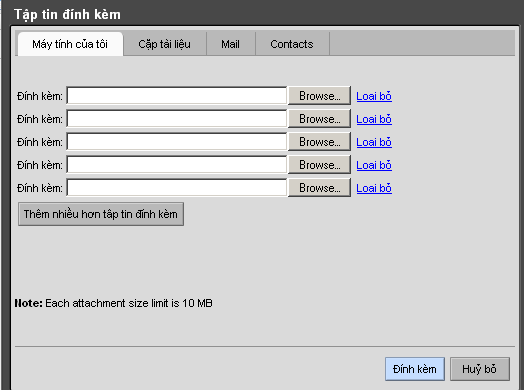 Tập tin đính kèm
Máy tính của tôi Cặp tài liệu Mail Contacts
Đính kèm: Browse... Loại bỏ
Đính kèm: Browse... Loại bỏ
Đính kèm: Browse... Loại bỏ
Đính kèm: Browse... Loại bỏ
Đính kèm: Browse... Loại bỏ
Thêm nhiều hơn tập tin đính kèm
Note: Each attachment size limit is 10 MB
Đính kèm Huỷ bỏ